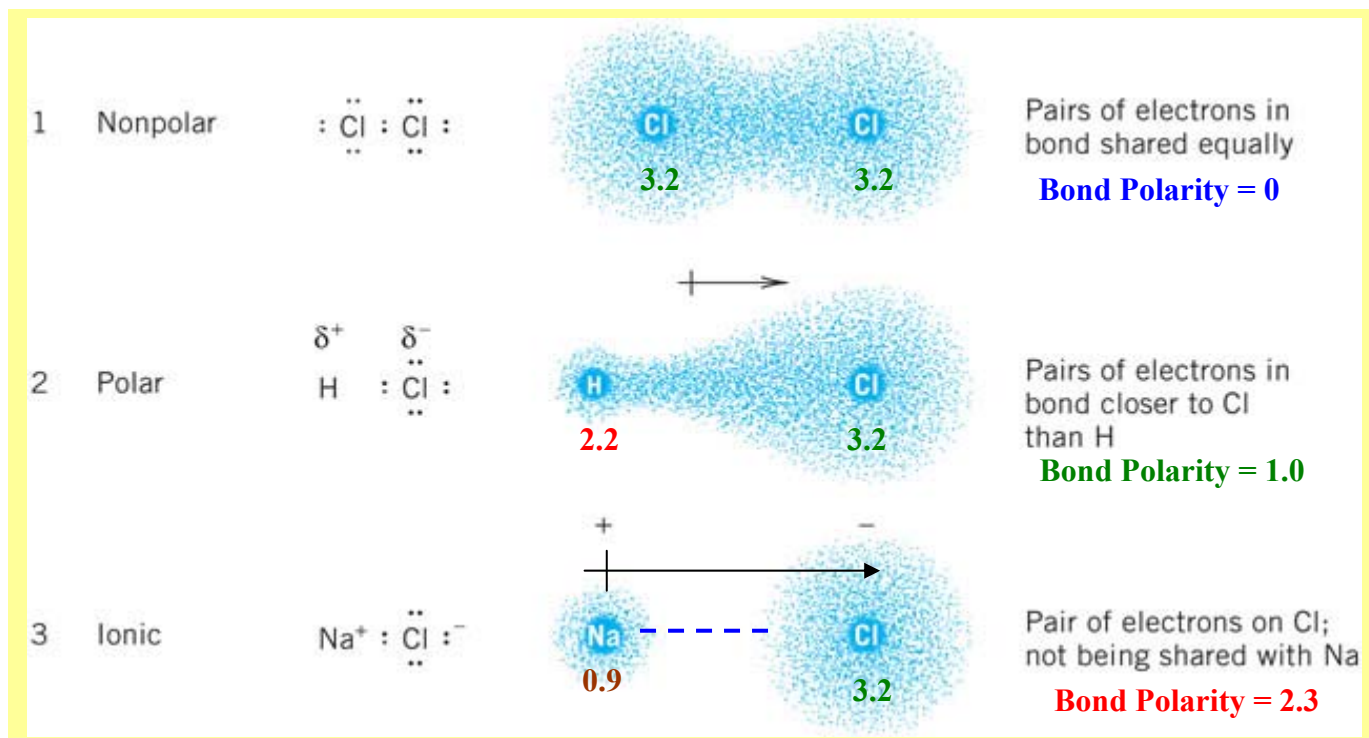 1 Nonpolar : Cl : Cl : Cl Cl Pairs of electrons in
bond shared equally
3.2 3.2 Bond Polarity = 0
δ+ δ−
2 Polar H : Cl : H Cl Pairs of electrons in
bond closer to Cl
than H
2.2 3.2 Bond Polarity = 1.0
+ −
3 Ionic Na+ : Cl :− Na Cl Pair of electrons on Cl;
not being shared with Na
0.9 3.2 Bond Polarity = 2.3